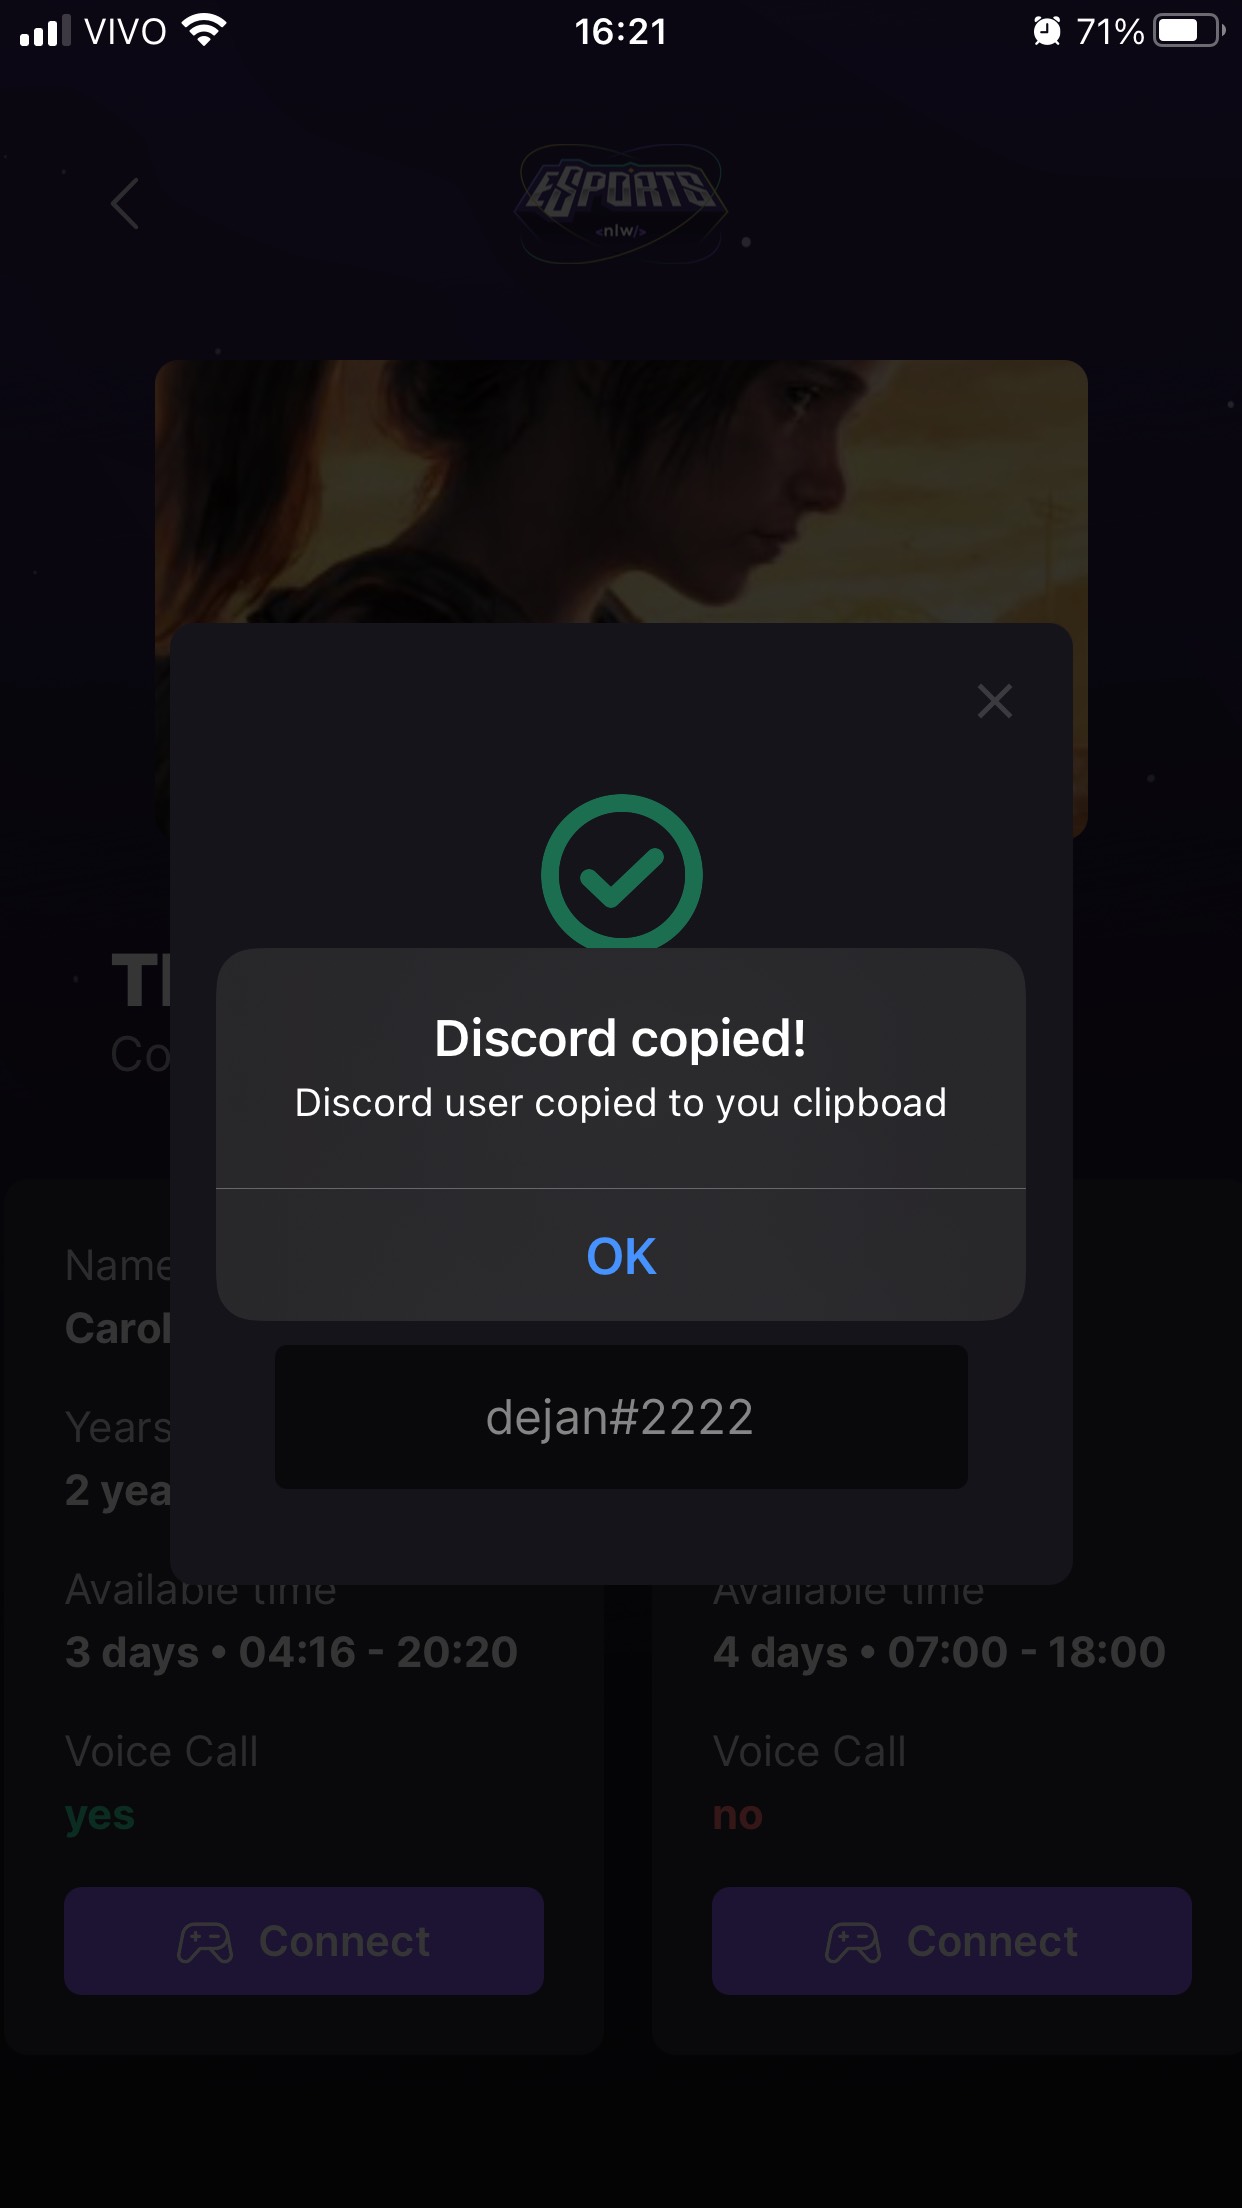 VIVO
16:21
71%
ESPORTS
<nlw/>
Discord copied!
Discord user copied to you clipboad
OK
dejan#2222
Co
Name
Carol
Years
2 yea
Available time
3 days • 04:16 - 20:20
Voice Call
yes
Connect
Available time
4 days • 07:00 - 18:00
Voice Call
no
Connect